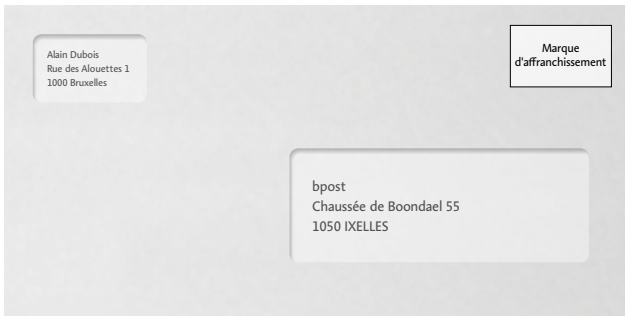 Alain Dubois
Rue des Alouettes 1
1000 Bruxelles
Marque
d'affranchissement
bpost
Chaussée de Boondael 55
1050 IXELLES